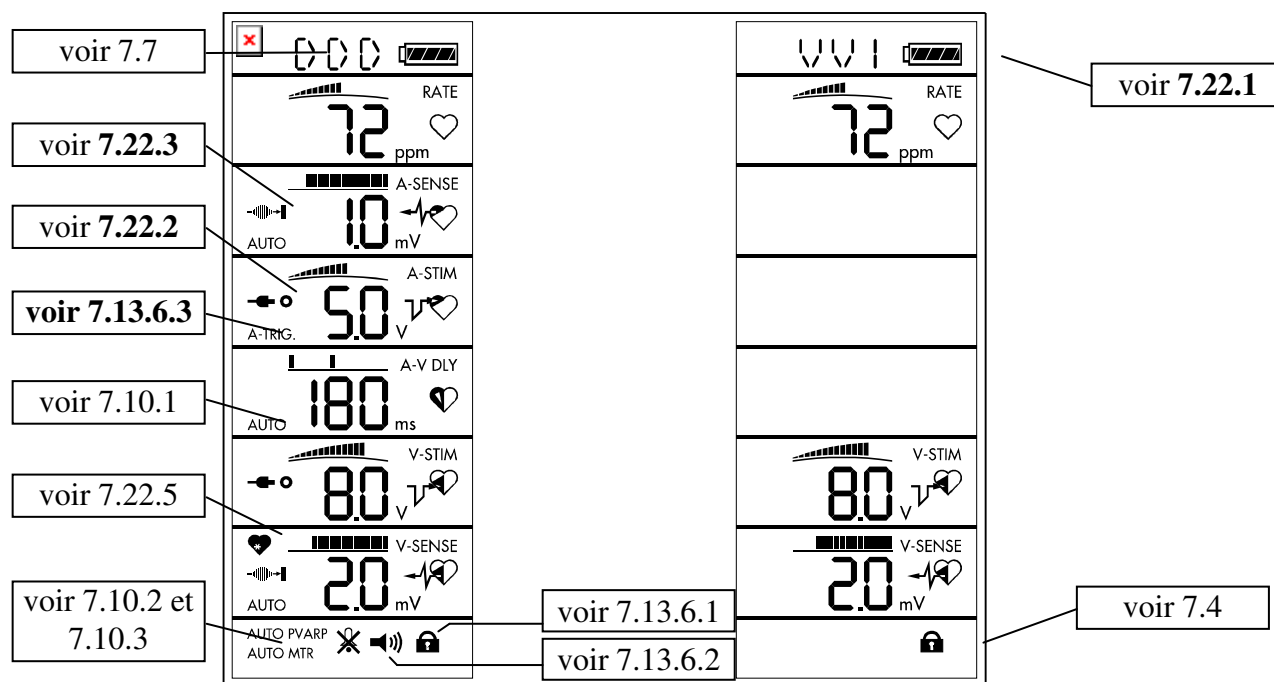 voir 7.7
DDD
VVI
voir 7.22.1
RATE
72
ppm
RATE
72
ppm
voir 7.22.3
A-SENSE
1.0
AUTO
mV
voir 7.22.2
A-STIM
5.0
voir 7.13.6.3
A-TRIG.
V
voir 7.10.1
A-V DLY
180
AUTO
ms
V-STIM
8.0
V
V-STIM
8.0
V
voir 7.22.5
V-SENSE
2.0
AUTO
mV
V-SENSE
2.0
mV
voir 7.10.2 et
7.10.3
AUTO PVARP
AUTO MTR
voir 7.13.6.1
voir 7.13.6.2
voir 7.4